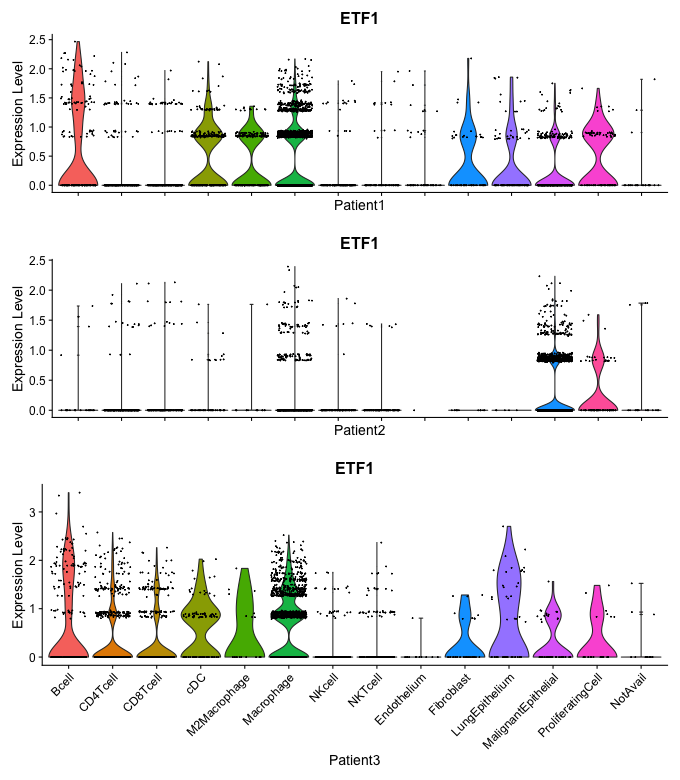 ETF1
Expression Level
2.5
2.0
1.5
1.0
0.5
0.0
Patient1
ETF1
Expression Level
2.5
2.0
1.5
1.0
0.5
0.0
Patient2
ETF1
Expression Level
3
2
1
0
Bcell
CD4Tcell
CD8Tcell
cDC
M2Macrophage
Macrophage
NKcell
NKTcell
Endothelium
Fibroblast
LungEpithelium
MalignantEpithelial
ProliferatingCell
NotAvail
Patient3